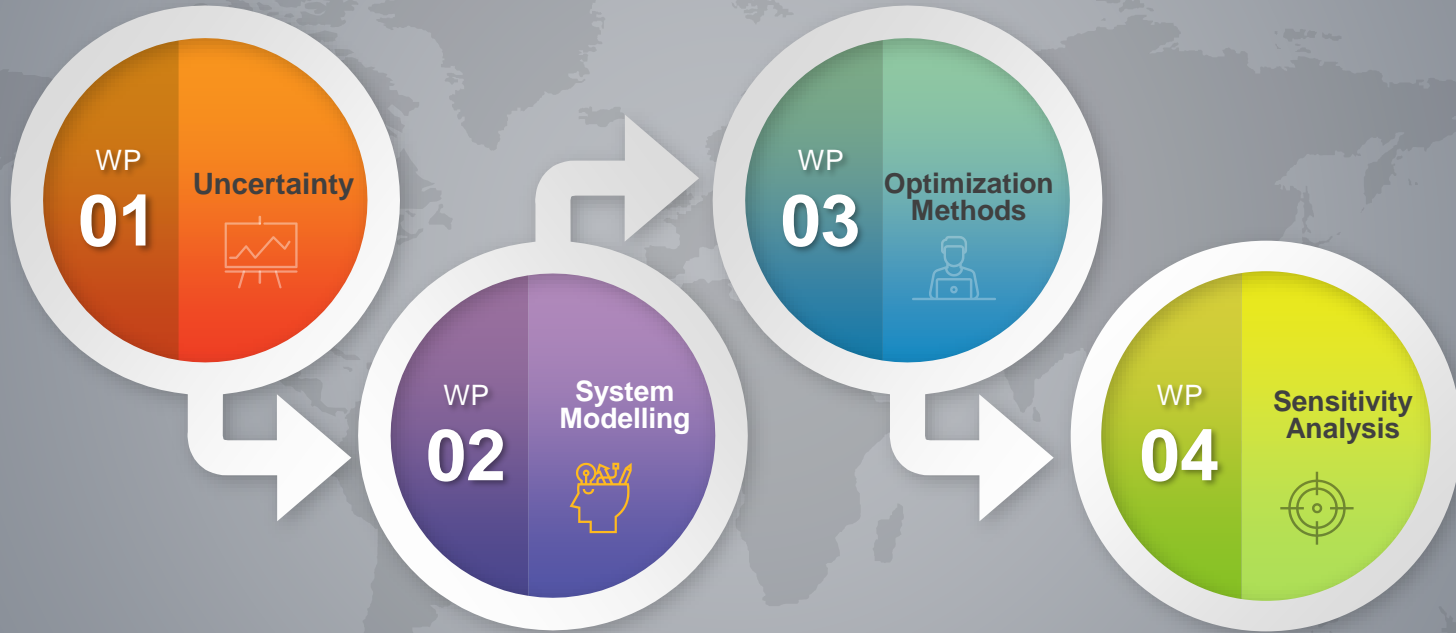 WP
01
Uncertainty
WP
02
System
Modelling
WP
03
Optimization
Methods
WP
04
Sensitivity
Analysis